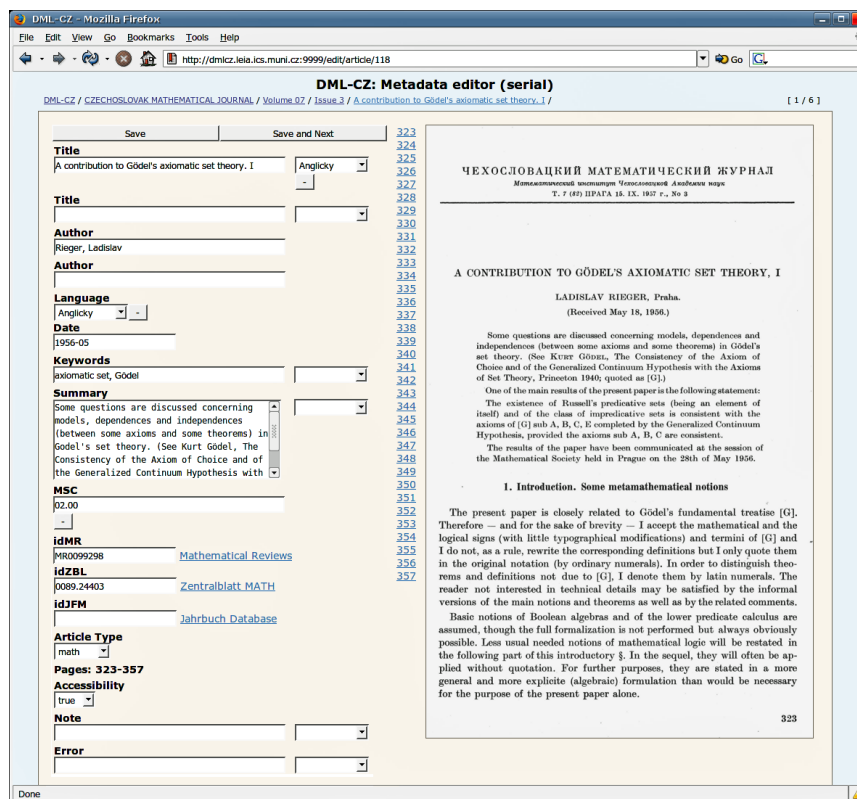 DML-CZ - Mozilla Firefox
File Edit View Go Bookmarks Tools Help
http://dmlcz.leia.ics.muni.cz:9999/edit/article/118
Go
DML-CZ: Metadata editor (serial)
DML-CZ / CZECHOSLOVAK MATHEMATICAL JOURNAL / Volume 07 / Issue 3 / A contribution to Gödel's axiomatic set theory. I /
[ 1 / 6 ]
Save
Save and Next
Title
A contribution to Gödel's axiomatic set theory. I
Anglicky
-
Title
Author
Rieger, Ladislav
Author
Language
Anglicky
-
Date
1956-05
Keywords
axiomatic set, Gödel
Summary
Some questions are discussed concerning
models, dependences and independences
(between some axioms and some theorems) in
Godel's set theory. (See Kurt Gödel, The
Consistency of the Axiom of Choice and of
the Generalized Continuum Hypothesis with
MSC
02.00
-
idMR
MR0099298
Mathematical Reviews
idZBL
0089.24403
Zentralblatt MATH
idJFM
Jahrbuch Database
Article Type
math
Pages: 323-357
Accessibility
true
Note
Error
323
324
325
326
327
328
329
330
331
332
333
334
335
336
337
338
339
340
341
342
343
344
345
346
347
348
349
350
351
352
353
354
355
356
357
ЧЕХОСЛОВАЦКИЙ МАТЕМАТИЧЕСКИЙ ЖУРНАЛ
Математический институт Чехословацкой Академии наук
Т. 7 (82) ПРАГА 15. IX. 1957 г., No 3
A CONTRIBUTION TO GÖDEL'S AXIOMATIC SET THEORY, I
LADISLAV RIEGER, Praha.
(Received May 18, 1956.)
Some questions are discussed concerning models, dependences and
independences (between some axioms and some theorems) in Gödel's
set theory. (See KURT GÖDEL, The Consistency of the Axiom of
Choice and of the Generalized Continuum Hypothesis with the Axioms
of Set Theory, Princeton 1940; quoted as [G].)
One of the main results of the present paper is the following statement:
The existence of Russell's predicative sets (being an element of
itself) and of the class of impredicative sets is consistent with the
axioms of [G] sub A, B, C, E completed by the Generalized Continuum
Hypothesis, provided the axioms sub A, B, C are consistent.
The results of the paper have been communicated at the session of
the Mathematical Society held in Prague on the 28th of May 1956.
1. Introduction. Some metamathematical notions
The present paper is closely related to Gödel's fundamental treatise [G].
Therefore — and for the sake of brevity — I accept the mathematical and the
logical signs (with little typographical modifications) and termini of [G] and
I do not, as a rule, rewrite the corresponding definitions but I only quote them
in the original notation (by ordinary numerals). In order to distinguish theo-
rems and definitions not due to [G], I denote them by latin numerals. The
reader not interested in technical details may be satisfied by the informal
versions of the main notions and theorems as well as by the related comments.
Basic notions of Boolean algebras and of the lower predicate calculus are
assumed, though the full formalization is not performed but always obviously
possible. Less usual needed notions of mathematical logic will be restated in
the following part of this introductory §. In the sequel, they will often be ap-
plied without quotation. For further purposes, they are stated in a more
general and more explicite (algebraic) formulation than would be necessary
for the purpose of the present paper alone.
323
Done